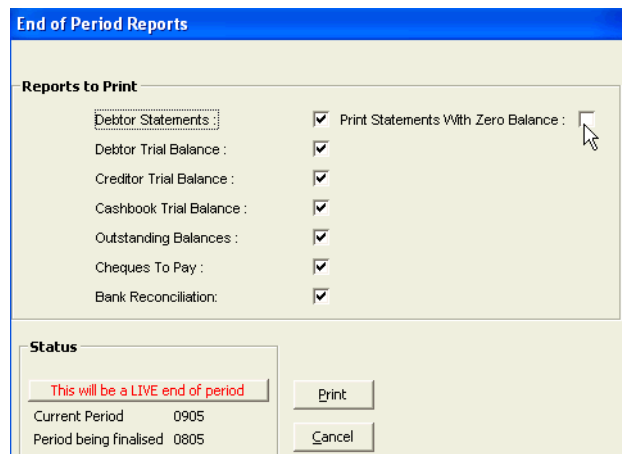 End of Period Reports
Reports to Print
Debtor Statements : Print Statements With Zero Balance :
Debtor Trial Balance :
Creditor Trial Balance :
Cashbook Trial Balance :
Outstanding Balances :
Cheques To Pay :
Bank Reconciliation:
Status
This will be a LIVE end of period
Print
Current Period 0905
Period being finalised 0805
Cancel